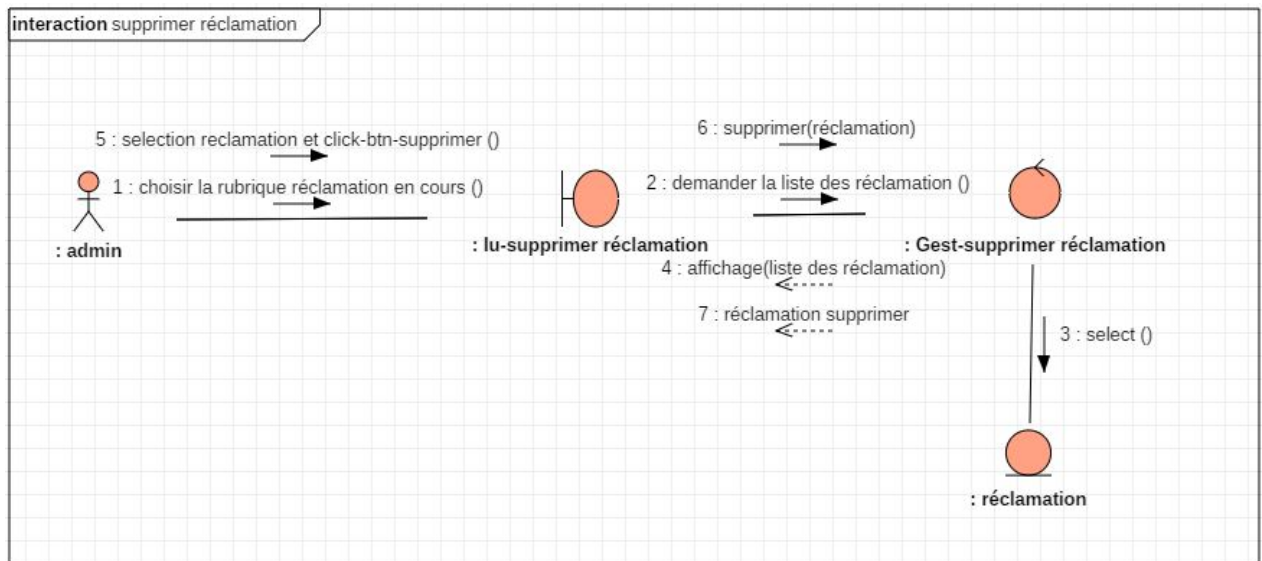 interaction supprimer réclamation
5 : selection reclamation et click-btn-supprimer ()
6 : supprimer(réclamation)
1 : choisir la rubrique réclamation en cours ()
2 : demander la liste des réclamation ()
: admin
: Iu-supprimer réclamation
: Gest-supprimer réclamation
4 : affichage(liste des réclamation)
7 : réclamation supprimer
3 : select ()
: réclamation